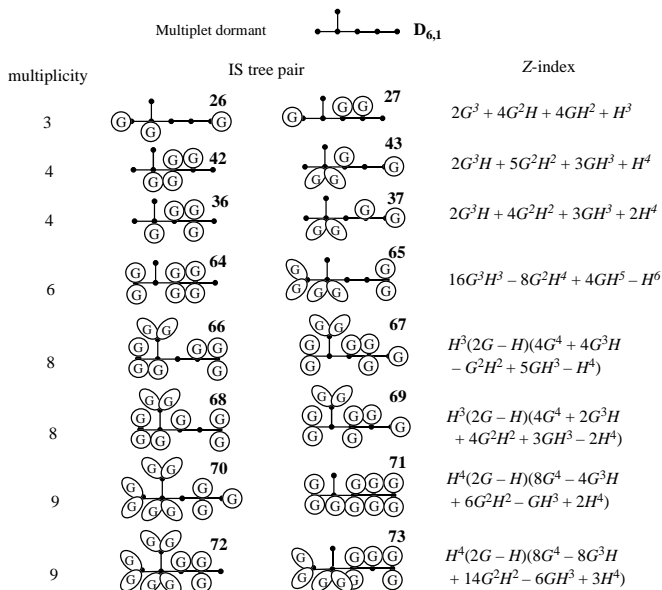 Multiplet dormant D6,1
multiplicity IS tree pair Z-index
3 G G 26 G G G G 27 2G³ + 4G²H + 4GH² + H³
4 G G G G 42 G G G G 43 2G³H + 5G²H² + 3GH³ + H⁴
4 G G G G 36 G G G G 37 2G³H + 4G²H² + 3GH³ + 2H⁴
6 G G G G G G 64 G G G G G G 65 16G³H³ – 8G²H⁴ + 4GH⁵ – H⁶
8 G G G G G G G G 66 G G G G G G G G 67 H³(2G – H)(4G⁴ + 4G³H
– G²H² + 5GH³ – H⁴)
8 G G G G G G G G 68 G G G G G G G G 69 H³(2G – H)(4G⁴ + 2G³H
+ 4G²H² + 3GH³ – 2H⁴)
9 G G G G G G G G G 70 G G G G G G G G G 71 H⁴(2G – H)(8G⁴ – 4G³H
+ 6G²H² – GH³ + 2H⁴)
9 G G G G G G G G G 72 G G G G G G G G G 73 H⁴(2G – H)(8G⁴ – 8G³H
+ 14G²H² – 6GH³ + 3H⁴)